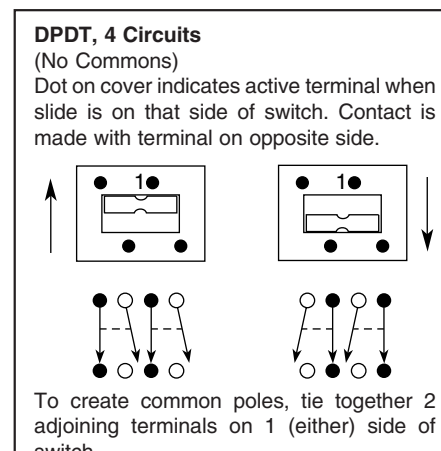 DPDT, 4 Circuits
(No Commons)
Dot on cover indicates active terminal when
slide is on that side of switch. Contact is
made with terminal on opposite side.
1 1
To create common poles, tie together 2
adjoining terminals on 1 (either) side of
switch